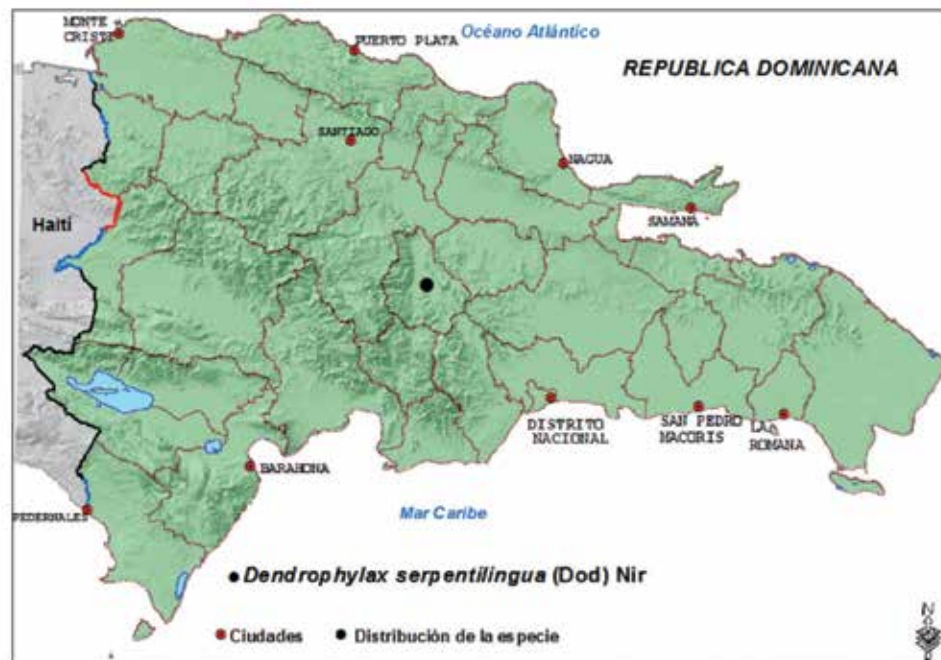 MONTE
CRISTI
PUERTO PLATA
Océano Atlántico
REPUBLICA DOMINICANA
SANTIAGO
NAGUA
SAMANA
Haití
DISTRITO
NACIONAL
SAN PEDRO
MACORIS
LA
ROMANA
BARAHONA
PEDERNALES
Mar Caribe
Dendrophylax serpentilingua (Dod) Nir
Ciudades
Distribución de la especie